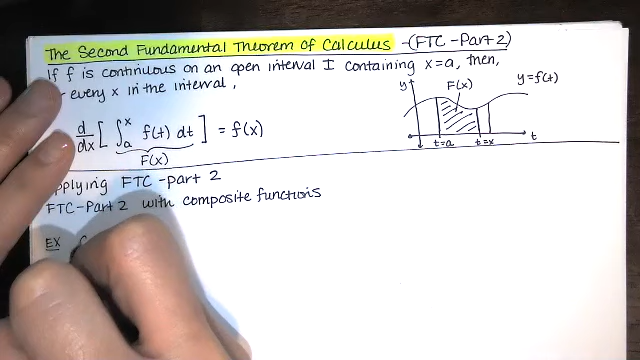 The Second Fundamental Theorem of Calculus - (FTC - Part 2)
If f is continuous on an open interval I containing x=a, then,
every x in the interval,
d/dx [ ∫_a^x f(t) dt ] = f(x)
F(x)
y
F(x)
y=f(t)
t=a
t=x
t
FTC - part 2
FTC-Part 2 with composite functions
EX